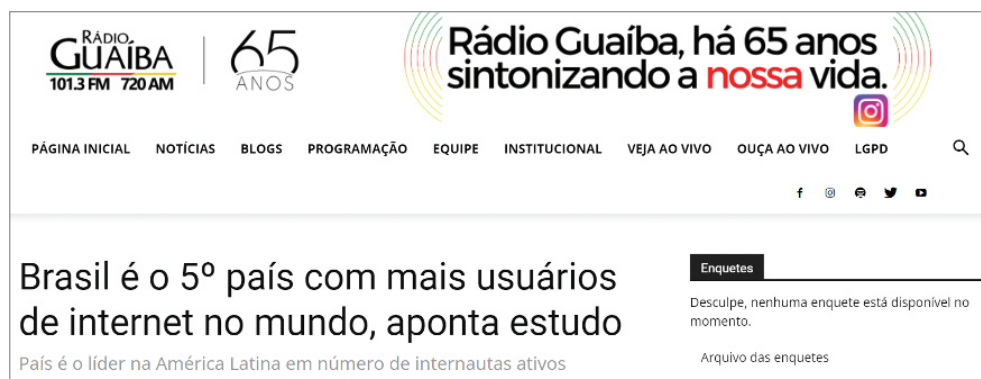 RÁDIO
GUAÍBA
101.3 FM 720 AM
65
ANOS
Rádio Guaíba, há 65 anos
sintonizando a nossa vida.
PÁGINA INICIAL NOTÍCIAS BLOGS PROGRAMAÇÃO EQUIPE INSTITUCIONAL VEJA AO VIVO OUÇA AO VIVO LGPD
Brasil é o 5º país com mais usuários
de internet no mundo, aponta estudo
País é o líder na América Latina em número de internautas ativos
Enquetes
Desculpe, nenhuma enquete está disponível no
momento.
Arquivo das enquetes